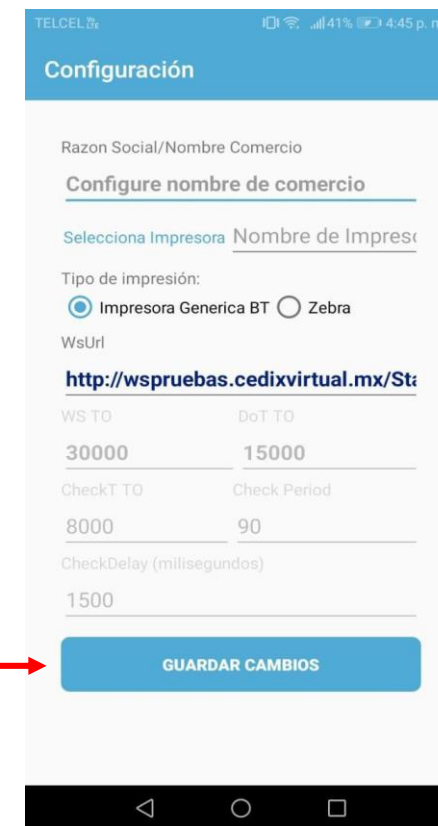 TELCEL 41% 4:45 p. m
Configuración
Razon Social/Nombre Comercio
Configure nombre de comercio
Selecciona Impresora Nombre de Impreso
Tipo de impresión:
Impresora Generica BT Zebra
WsUrl
http://wspruebas.cedixvirtual.mx/Sta
WS TO DoT TO
30000 15000
CheckT TO Check Period
8000 90
CheckDelay (milisegundos)
1500
GUARDAR CAMBIOS